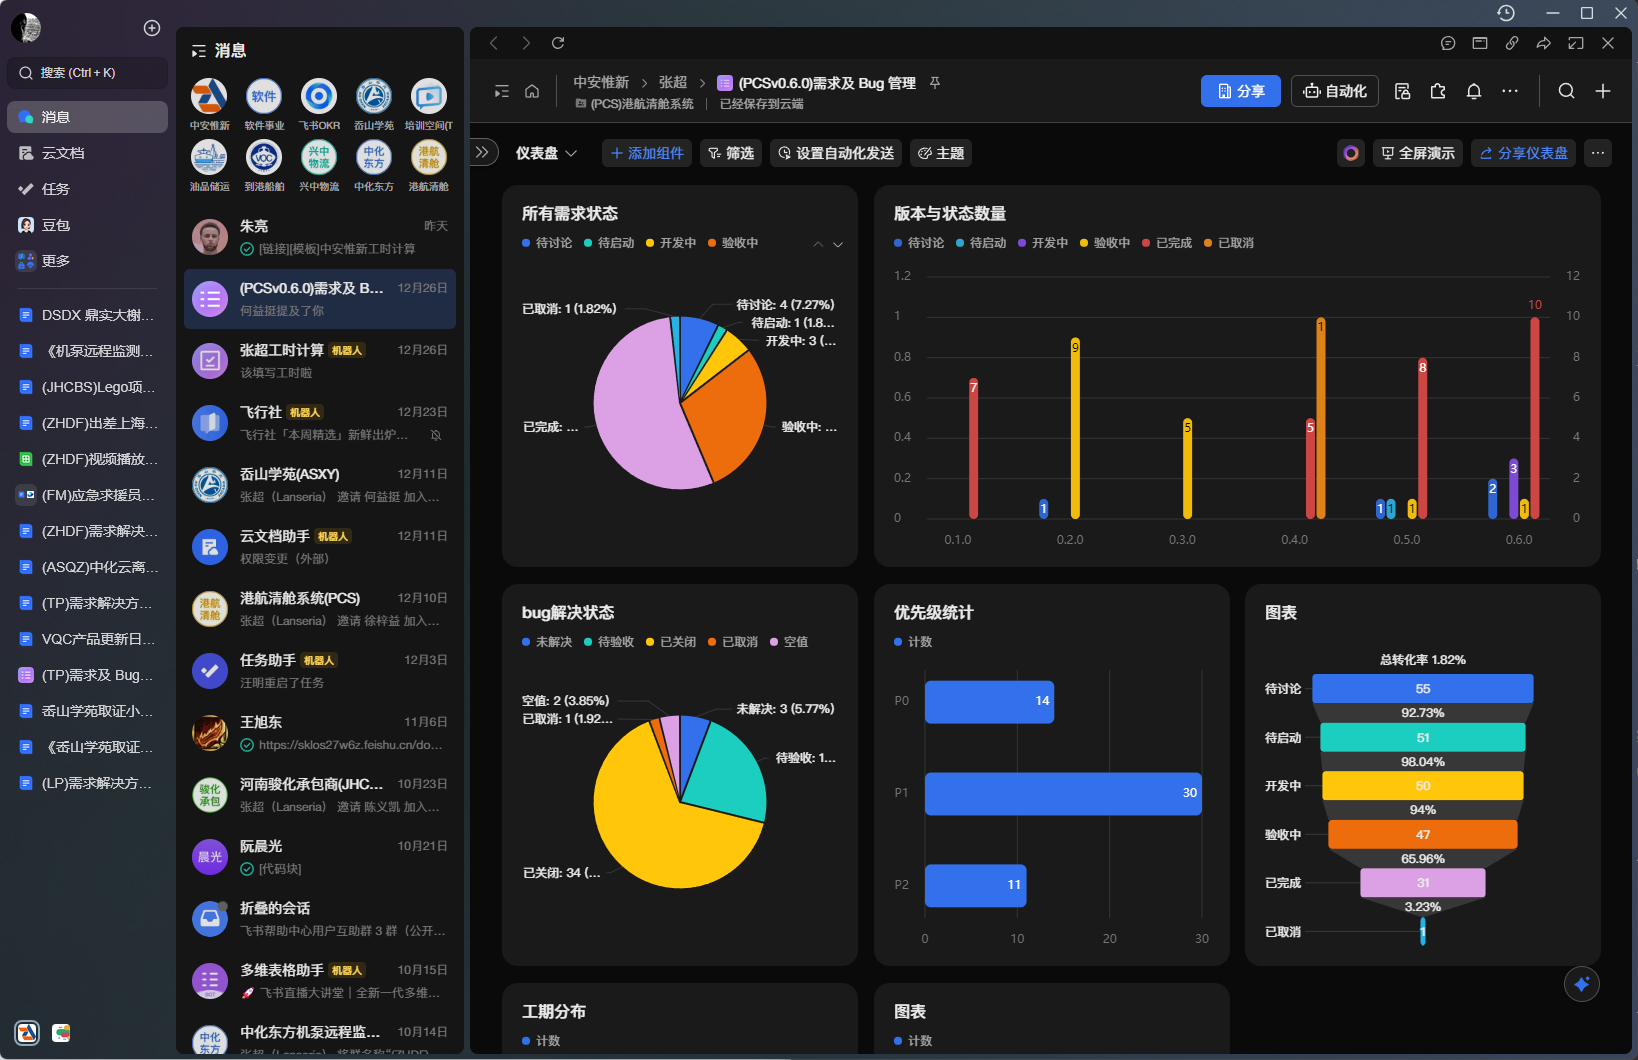 搜索 (Ctrl + K)
消息
云文档
任务
豆包
更多
DSDX 鼎实大榭...
《机泵远程监测...
(JHCBS)Lego项...
(ZHDF)出差上海...
(ZHDF)视频播放...
(FM)应急求援员...
(ZHDF)需求解决...
(ASQZ)中化云离...
(TP)需求解决方...
VQC产品更新日...
(TP)需求及 Bug...
岙山学苑取证小...
《岙山学苑取证...
(LP)需求解决方...
消息
软件
中安惟新
软件事业
飞书OKR
岙山学苑
培训空间(T
VQC
兴中
物流
中化
东方
港航
清舱
油品储运
到港船舶
兴中物流
中化东方
港航清舱
朱亮
昨天
[链接][模板]中安惟新工时计算
(PCSv0.6.0)需求及 B...
12月26日
何益挺提及了你
张超工时计算 机器人
12月26日
该填写工时啦
飞行社 机器人
12月23日
飞行社「本周精选」新鲜出炉...
岙山学苑(ASXY)
12月11日
张超（Lanseria） 邀请 何益挺 加入...
云文档助手 机器人
12月11日
权限变更（外部）
港航
清舱
港航清舱系统(PCS)
12月10日
张超（Lanseria） 邀请 徐梓益 加入...
任务助手 机器人
12月3日
汪明重启了任务
王旭东
11月6日
https://sklos27w6z.feishu.cn/do...
骏化
承包
河南骏化承包商(JHC...
10月23日
张超（Lanseria） 邀请 陈义凯 加入...
晨光
阮晨光
10月21日
[代码块]
折叠的会话
飞书帮助中心用户互助群 3 群（公开...
多维表格助手 机器人
10月15日
飞书直播大讲堂｜全新一代多维...
中化
东方
中化东方机泵远程监...
10月14日
中安惟新
张超
(PCSv0.6.0)需求及 Bug 管理
(PCS)港航清舱系统
已经保存到云端
分享
自动化
仪表盘
添加组件
筛选
设置自动化发送
主题
全屏演示
分享仪表盘
所有需求状态
待讨论
待启动
开发中
验收中
已取消: 1 (1.82%)
待讨论: 4 (7.27%)
待启动: 1 (1.8...
开发中: 3 (...
已完成: ...
验收中: ...
版本与状态数量
待讨论
待启动
开发中
验收中
已完成
已取消
1.2
1
0.8
0.6
0.4
0.2
0
12
10
8
6
4
2
0
7
1
9
5
5
1
1
1
1
8
2
3
1
10
0.1.0
0.2.0
0.3.0
0.4.0
0.5.0
0.6.0
bug解决状态
未解决
待验收
已关闭
已取消
空值
空值: 2 (3.85%)
已取消: 1 (1.92...
未解决: 3 (5.77%)
待验收: 1...
已关闭: 34 (...
优先级统计
计数
P0
14
P1
30
P2
11
0
10
20
30
图表
总转化率 1.82%
待讨论
55
92.73%
待启动
51
98.04%
开发中
50
94%
验收中
47
65.96%
已完成
31
3.23%
已取消
1
工期分布
计数
图表
计数